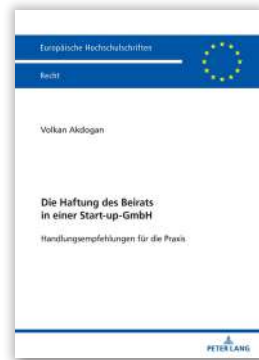 Europäische Hochschulschriften
Recht
Volkan Akdogan
Die Haftung des Beirats
in einer Start-up-GmbH
Handlungsempfehlungen für die Praxis
PETER LANG